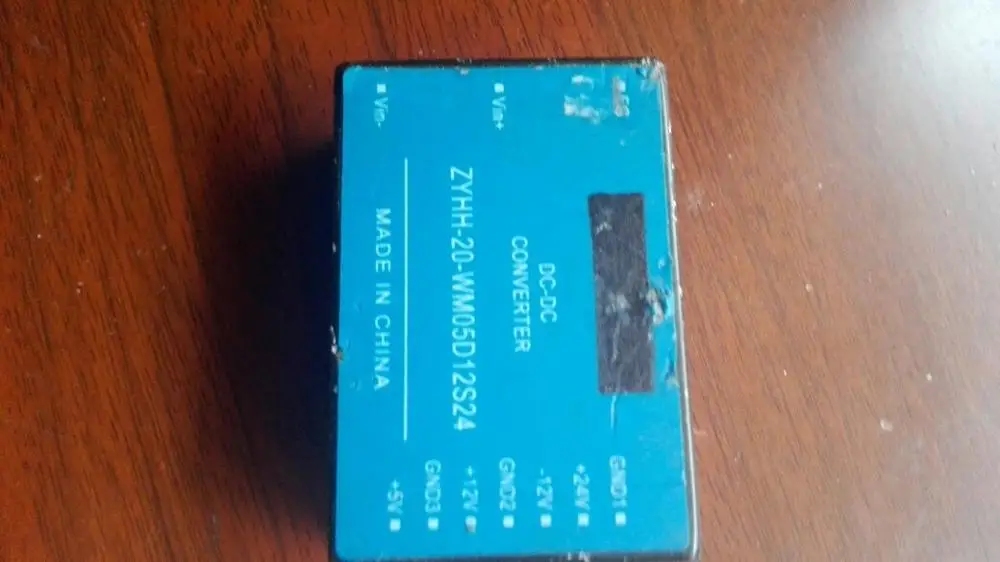 DC-DC
CONVERTER
ZYHH-20-WM05D12S24
MADE IN CHINA
Vin+
Vin-
GND1
+24V
-12V
GND2
+12V
GND3
+5V